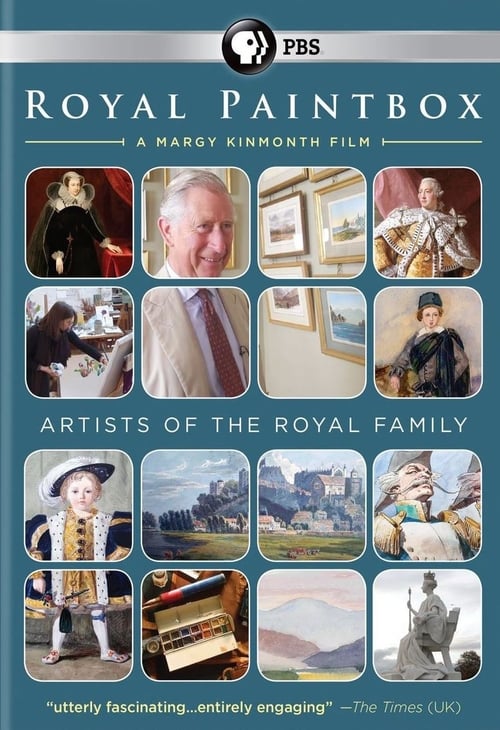 PBS
ROYAL PAINTBOX
A MARGY KINMONTH FILM
ARTISTS OF THE ROYAL FAMILY
“utterly fascinating...entirely engaging” —The Times (UK)